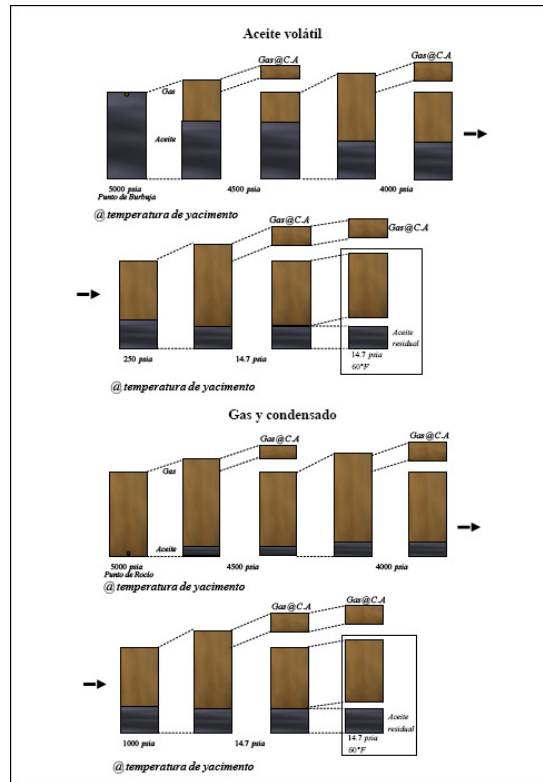 Aceite volátil
Gas@C.A
Gas@C.A
Gas
Aceite
5000 psia
4500 psia
4000 psia
Punto de Burbuja
@ temperatura de yacimento
Gas@C.A
Gas@C.A
Aceite
residual
250 psia
14.7 psia
14.7 psia
60°F
@ temperatura de yacimento
Gas y condensado
Gas@C.A
Gas@C.A
Gas
Aceite
5000 psia
4500 psia
4000 psia
Punto de Rocío
@ temperatura de yacimento
Gas@C.A
Gas@C.A
Aceite
residual
1000 psia
14.7 psia
14.7 psia
60°F
@ temperatura de yacimento